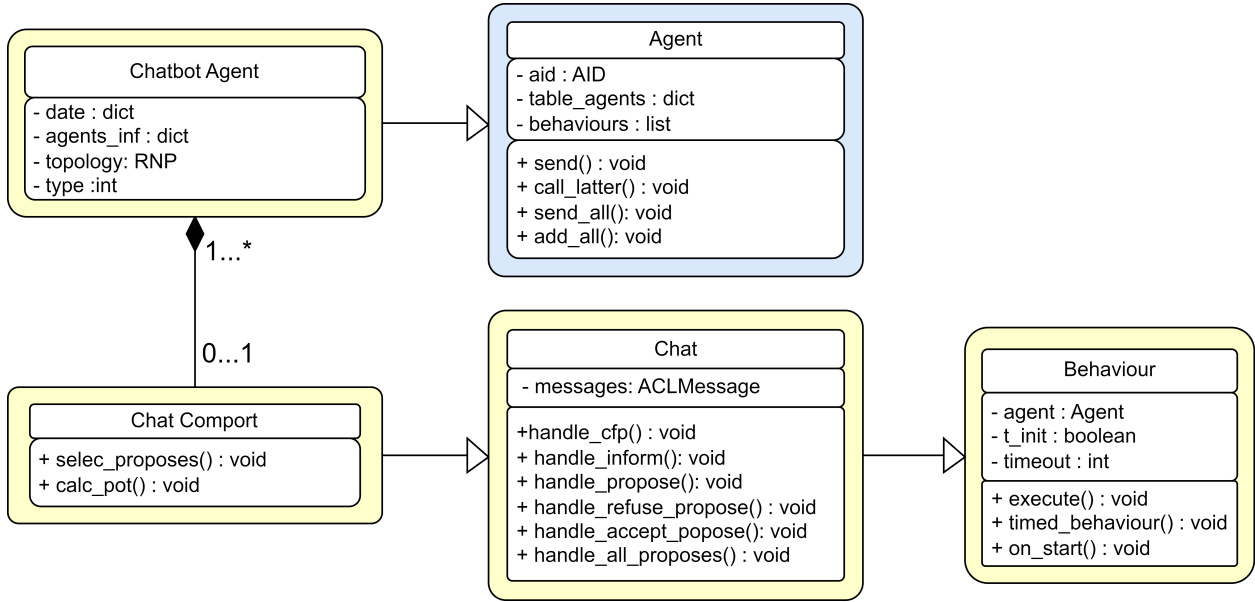 Chatbot Agent
- date : dict
- agents_inf : dict
- topology: RNP
- type :int
Agent
- aid : AID
- table_agents : dict
- behaviours : list
+ send() : void
+ call_latter() : void
+ send_all(): void
+ add_all(): void
1...*
0...1
Chat Comport
+ selec_proposes() : void
+ calc_pot() : void
Chat
- messages: ACLMessage
+handle_cfp() : void
+ handle_inform(): void
+ handle_propose(): void
+ handle_refuse_propose() : void
+ handle_accept_popose(): void
+ handle_all_proposes() : void
Behaviour
- agent : Agent
- t_init : boolean
- timeout : int
+ execute() : void
+ timed_behaviour() : void
+ on_start() : void